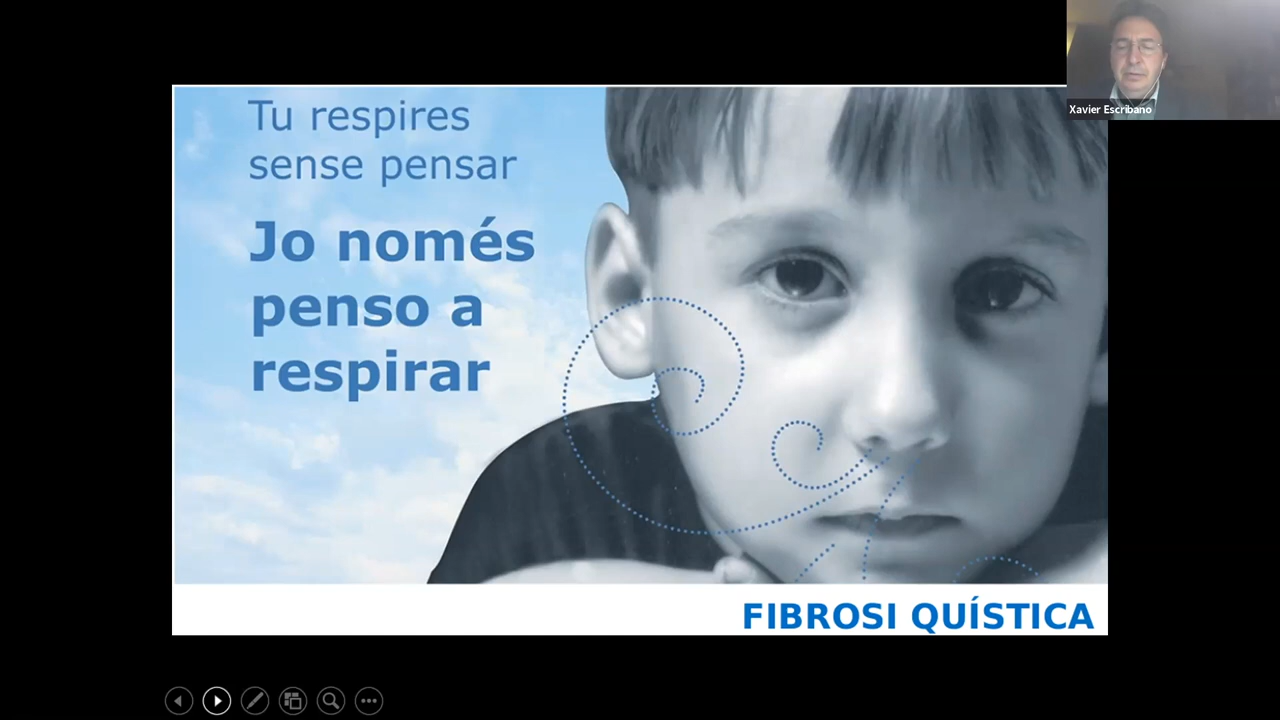 Xavier Escribano
Tu respires
sense pensar
Jo només
penso a
respirar
FIBROSI QUÍSTICA